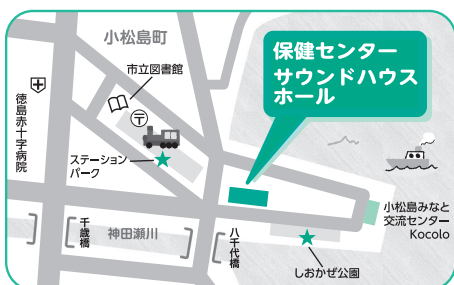 小松島町
市立図書館
保健センター
サウンドハウス
ホール
徳島赤十字病院
〒
ステーション
パーク
小松島みなと
交流センター
Kocolo
千歳橋
神田瀬川
八千代橋
しおかぜ公園